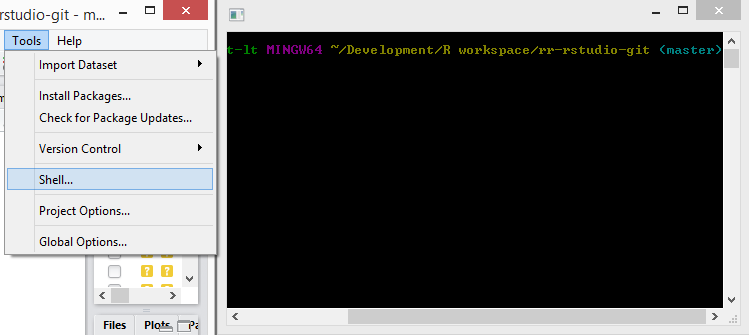 rstudio-git - m...
Tools Help
Import Dataset
Install Packages...
Check for Package Updates...
Version Control
Shell...
Project Options...
Global Options...
Files Plots Pa
t-lt MINGW64 ~/Development/R workspace/rr-rstudio-git (master)